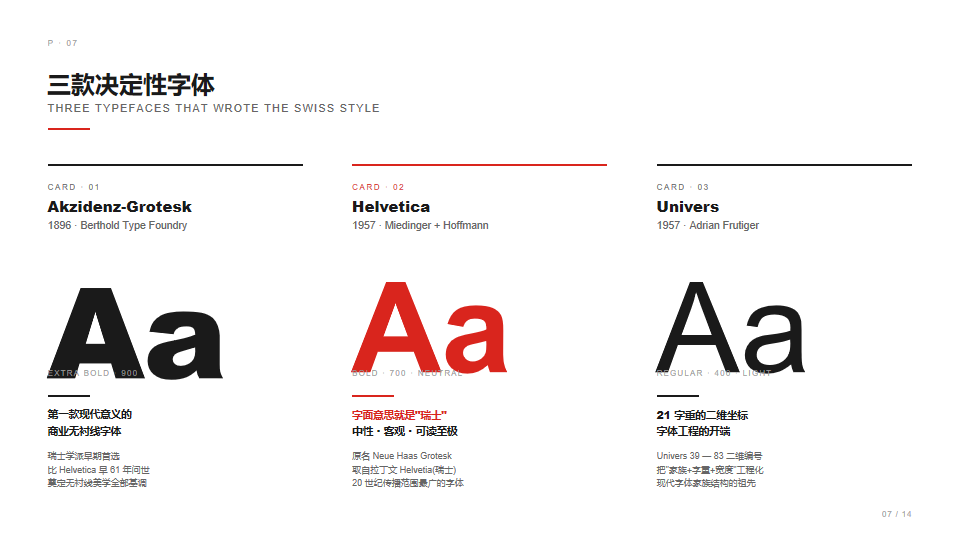 P · 07
三款决定性字体
THREE TYPEFACES THAT WROTE THE SWISS STYLE
CARD · 01
Akzidenz-Grotesk
1896 · Berthold Type Foundry
Aa
EXTRA BOLD · 900
第一款现代意义的
商业无衬线字体
瑞士学派早期首选
比 Helvetica 早 61 年问世
奠定无衬线美学全部基调
CARD · 02
Helvetica
1957 · Miedinger + Hoffmann
Aa
BOLD · 700 · NEUTRAL
字面意思就是"瑞士"
中性・客观・可读至极
原名 Neue Haas Grotesk
取自拉丁文 Helvetia(瑞士)
20 世纪传播范围最广的字体
CARD · 03
Univers
1957 · Adrian Frutiger
Aa
REGULAR · 400 · LIGHT
21 字重的二维坐标
字体工程的开端
Univers 39 — 83 二维编号
把"家族+字重+宽度"工程化
现代字体家族结构的祖先
07 / 14